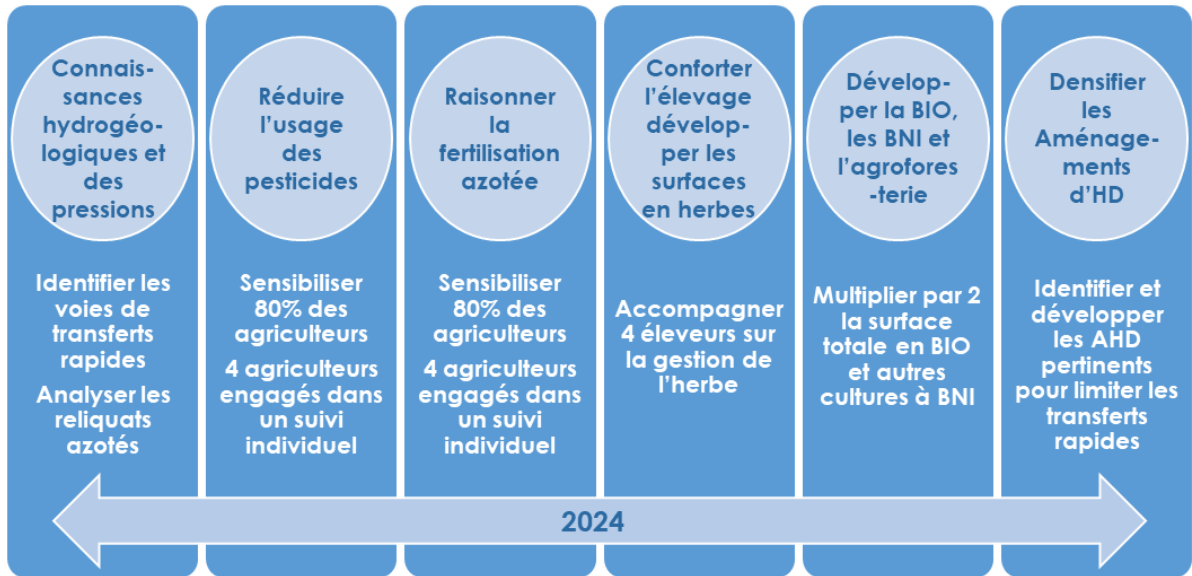 Connais-
sances
hydrogéo-
logiques et
des
pressions
Identifier les
voies de
transferts
rapides
Analyser les
reliquats
azotés
Réduire
l’usage
des
pesticides
Sensibiliser
80% des
agriculteurs
4 agriculteurs
engagés dans
un suivi
individuel
Raisonner
la
fertilisation
azotée
Sensibiliser
80% des
agriculteurs
4 agriculteurs
engagés dans
un suivi
individuel
Conforter
l’élevage
dévelop-
per les
surfaces
en herbes
Accompagner
4 éleveurs sur
la gestion de
l’herbe
Dévelop-
per la BIO,
les BNI et
l’agrofores
-terie
Multiplier par 2
la surface
totale en BIO
et autres
cultures à BNI
Densifier
les
Aménage-
ments
d’HD
Identifier et
développer
les AHD
pertinents
pour limiter les
transferts
rapides
2024